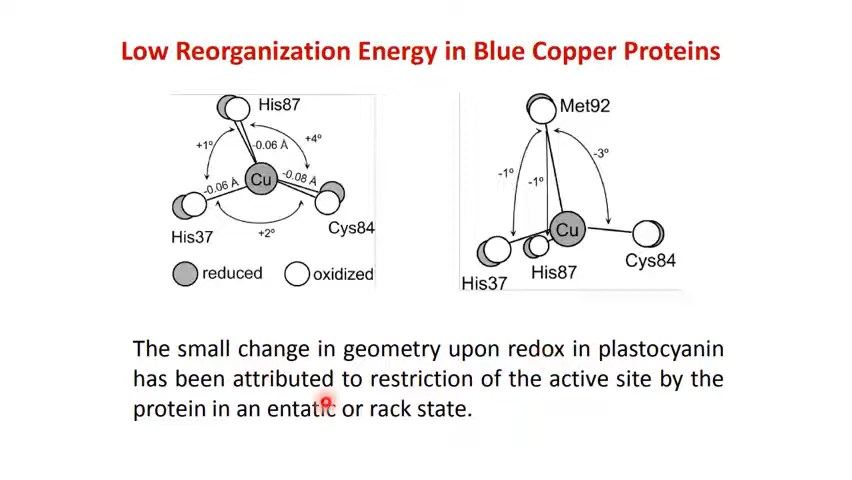 Low Reorganization Energy in Blue Copper Proteins
His87
+1°
-0.06 Å
+4°
-0.06 Å
Cu
-0.08 Å
His37
+2°
Cys84
reduced
oxidized
Met92
-1°
-1°
-3°
Cu
His37
His87
Cys84
The small change in geometry upon redox in plastocyanin
has been attributed to restriction of the active site by the
protein in an entatic or rack state.